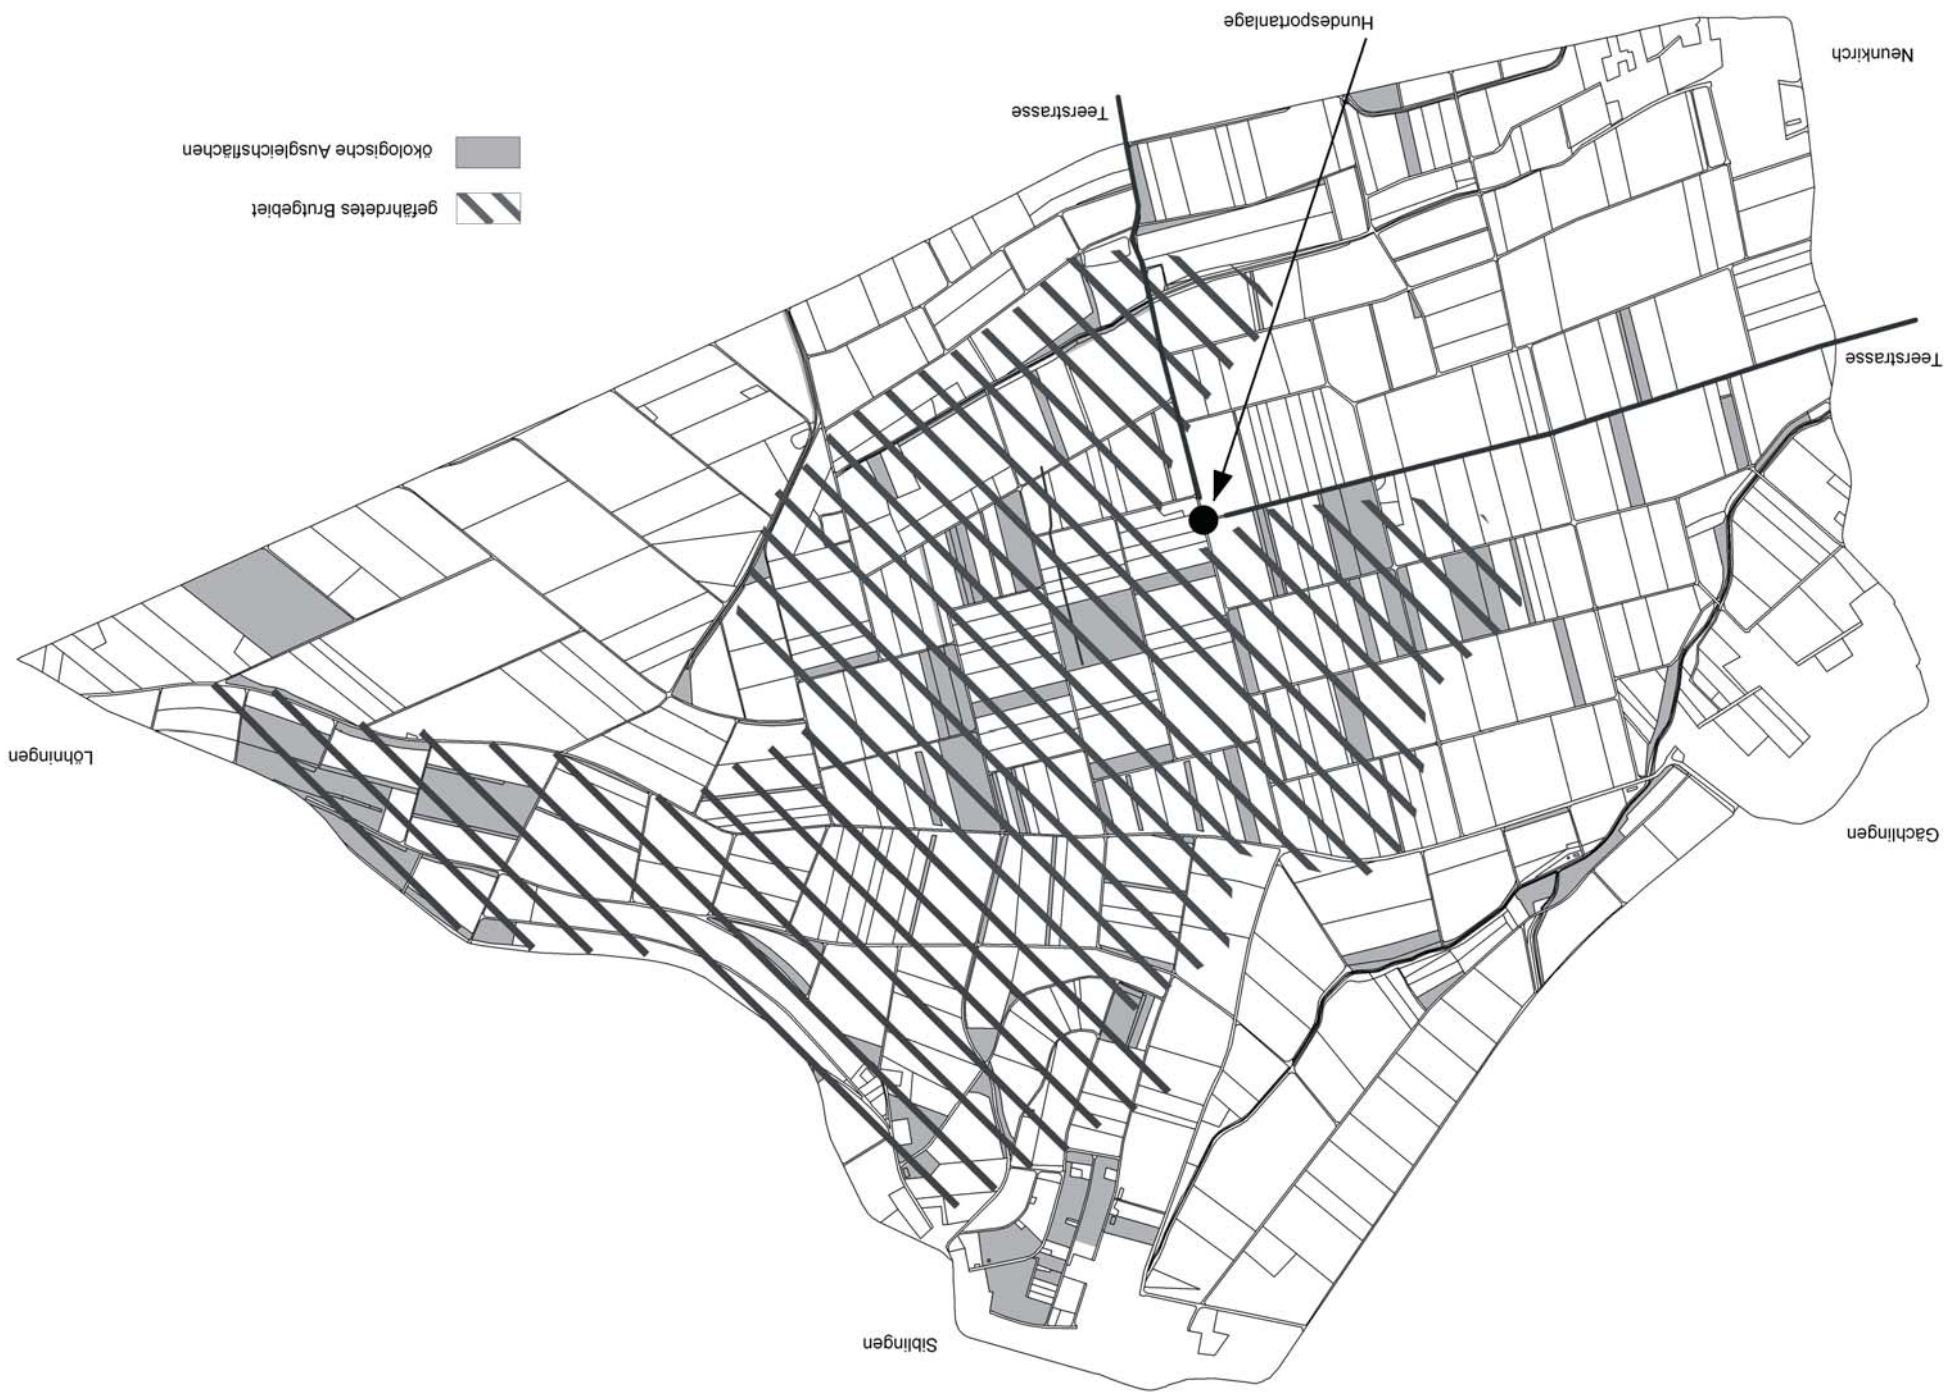 Siblingen
Gächlingen
Löhningen
Teerstrasse
gefährdetes Brutgebiet
ökologische Ausgleichsflächen
Teerstrasse
Neunkirch
Hundesportanlage